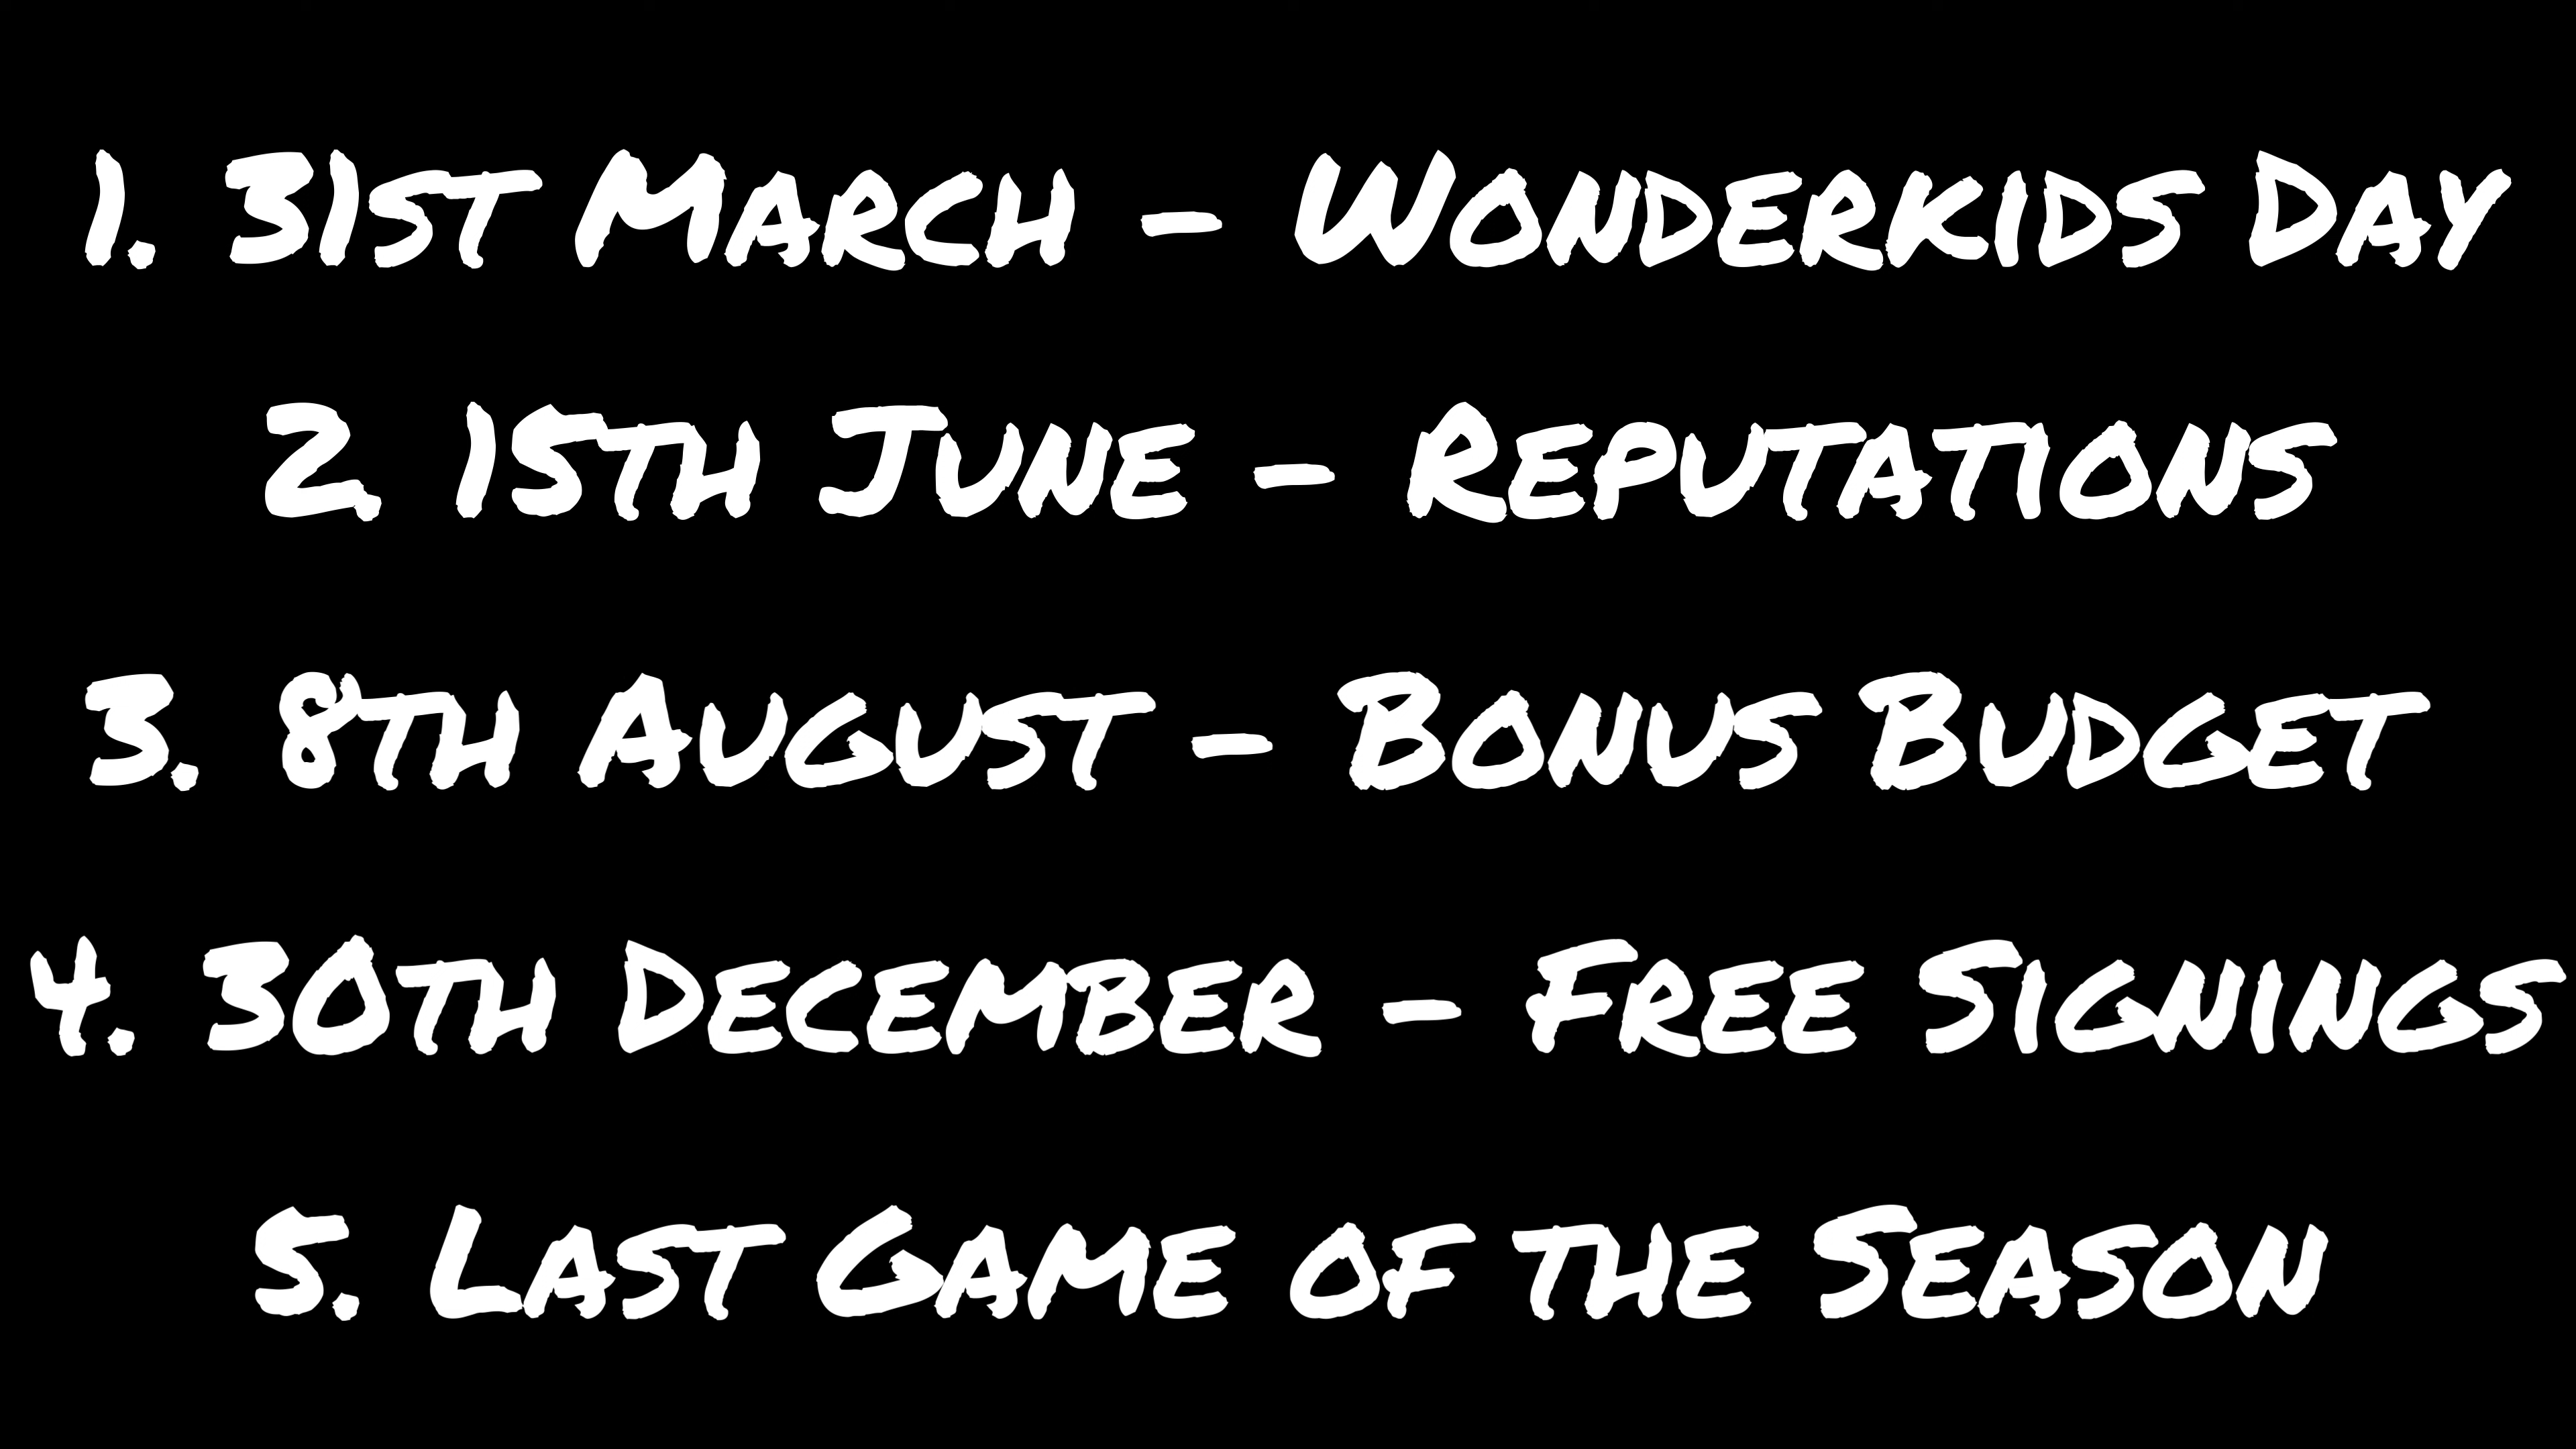 1. 31st March - Wonderkids Day
2. 15th June - Reputations
3. 8th August - Bonus Budget
4. 30th December - Free Signings
5. Last Game of the Season